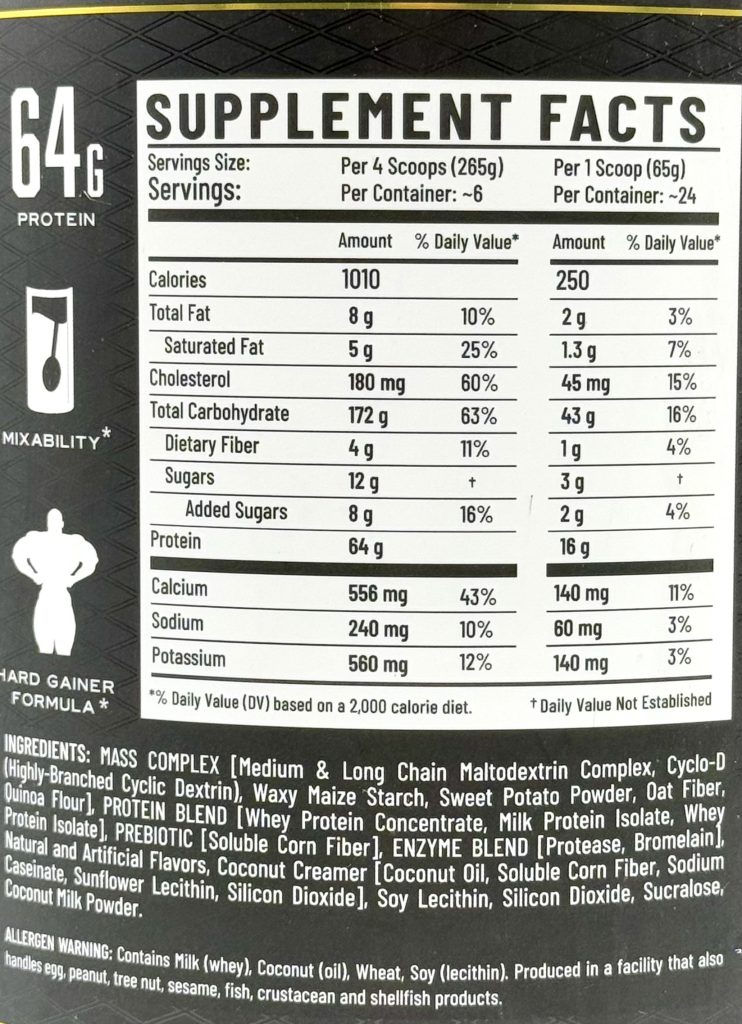 64G
PROTEIN
MIXABILITY*
HARD GAINER
FORMULA*
SUPPLEMENT FACTS
Servings Size: Per 4 Scoops (265g) Per 1 Scoop (65g)
Servings: Per Container: ~6 Per Container: ~24
Amount % Daily Value* Amount % Daily Value*
Calories 1010 250
Total Fat 8 g 10% 2 g 3%
Saturated Fat 5 g 25% 1.3 g 7%
Cholesterol 180 mg 60% 45 mg 15%
Total Carbohydrate 172 g 63% 43 g 16%
Dietary Fiber 4 g 11% 1 g 4%
Sugars 12 g † 3 g †
Added Sugars 8 g 16% 2 g 4%
Protein 64 g 16 g
Calcium 556 mg 43% 140 mg 11%
Sodium 240 mg 10% 60 mg 3%
Potassium 560 mg 12% 140 mg 3%
*% Daily Value (DV) based on a 2,000 calorie diet. † Daily Value Not Established
INGREDIENTS: MASS COMPLEX [Medium & Long Chain Maltodextrin Complex, Cyclo-D
(Highly-Branched Cyclic Dextrin), Waxy Maize Starch, Sweet Potato Powder, Oat Fiber,
Quinoa Flour], PROTEIN BLEND [Whey Protein Concentrate, Milk Protein Isolate, Whey
Protein Isolate], PREBIOTIC [Soluble Corn Fiber], ENZYME BLEND [Protease, Bromelain],
Natural and Artificial Flavors, Coconut Creamer [Coconut Oil, Soluble Corn Fiber, Sodium
Caseinate, Sunflower Lecithin, Silicon Dioxide], Soy Lecithin, Silicon Dioxide, Sucralose,
Coconut Milk Powder.
ALLERGEN WARNING: Contains Milk (whey), Coconut (oil), Wheat, Soy (lecithin). Produced in a facility that also
handles egg, peanut, tree nut, sesame, fish, crustacean and shellfish products.